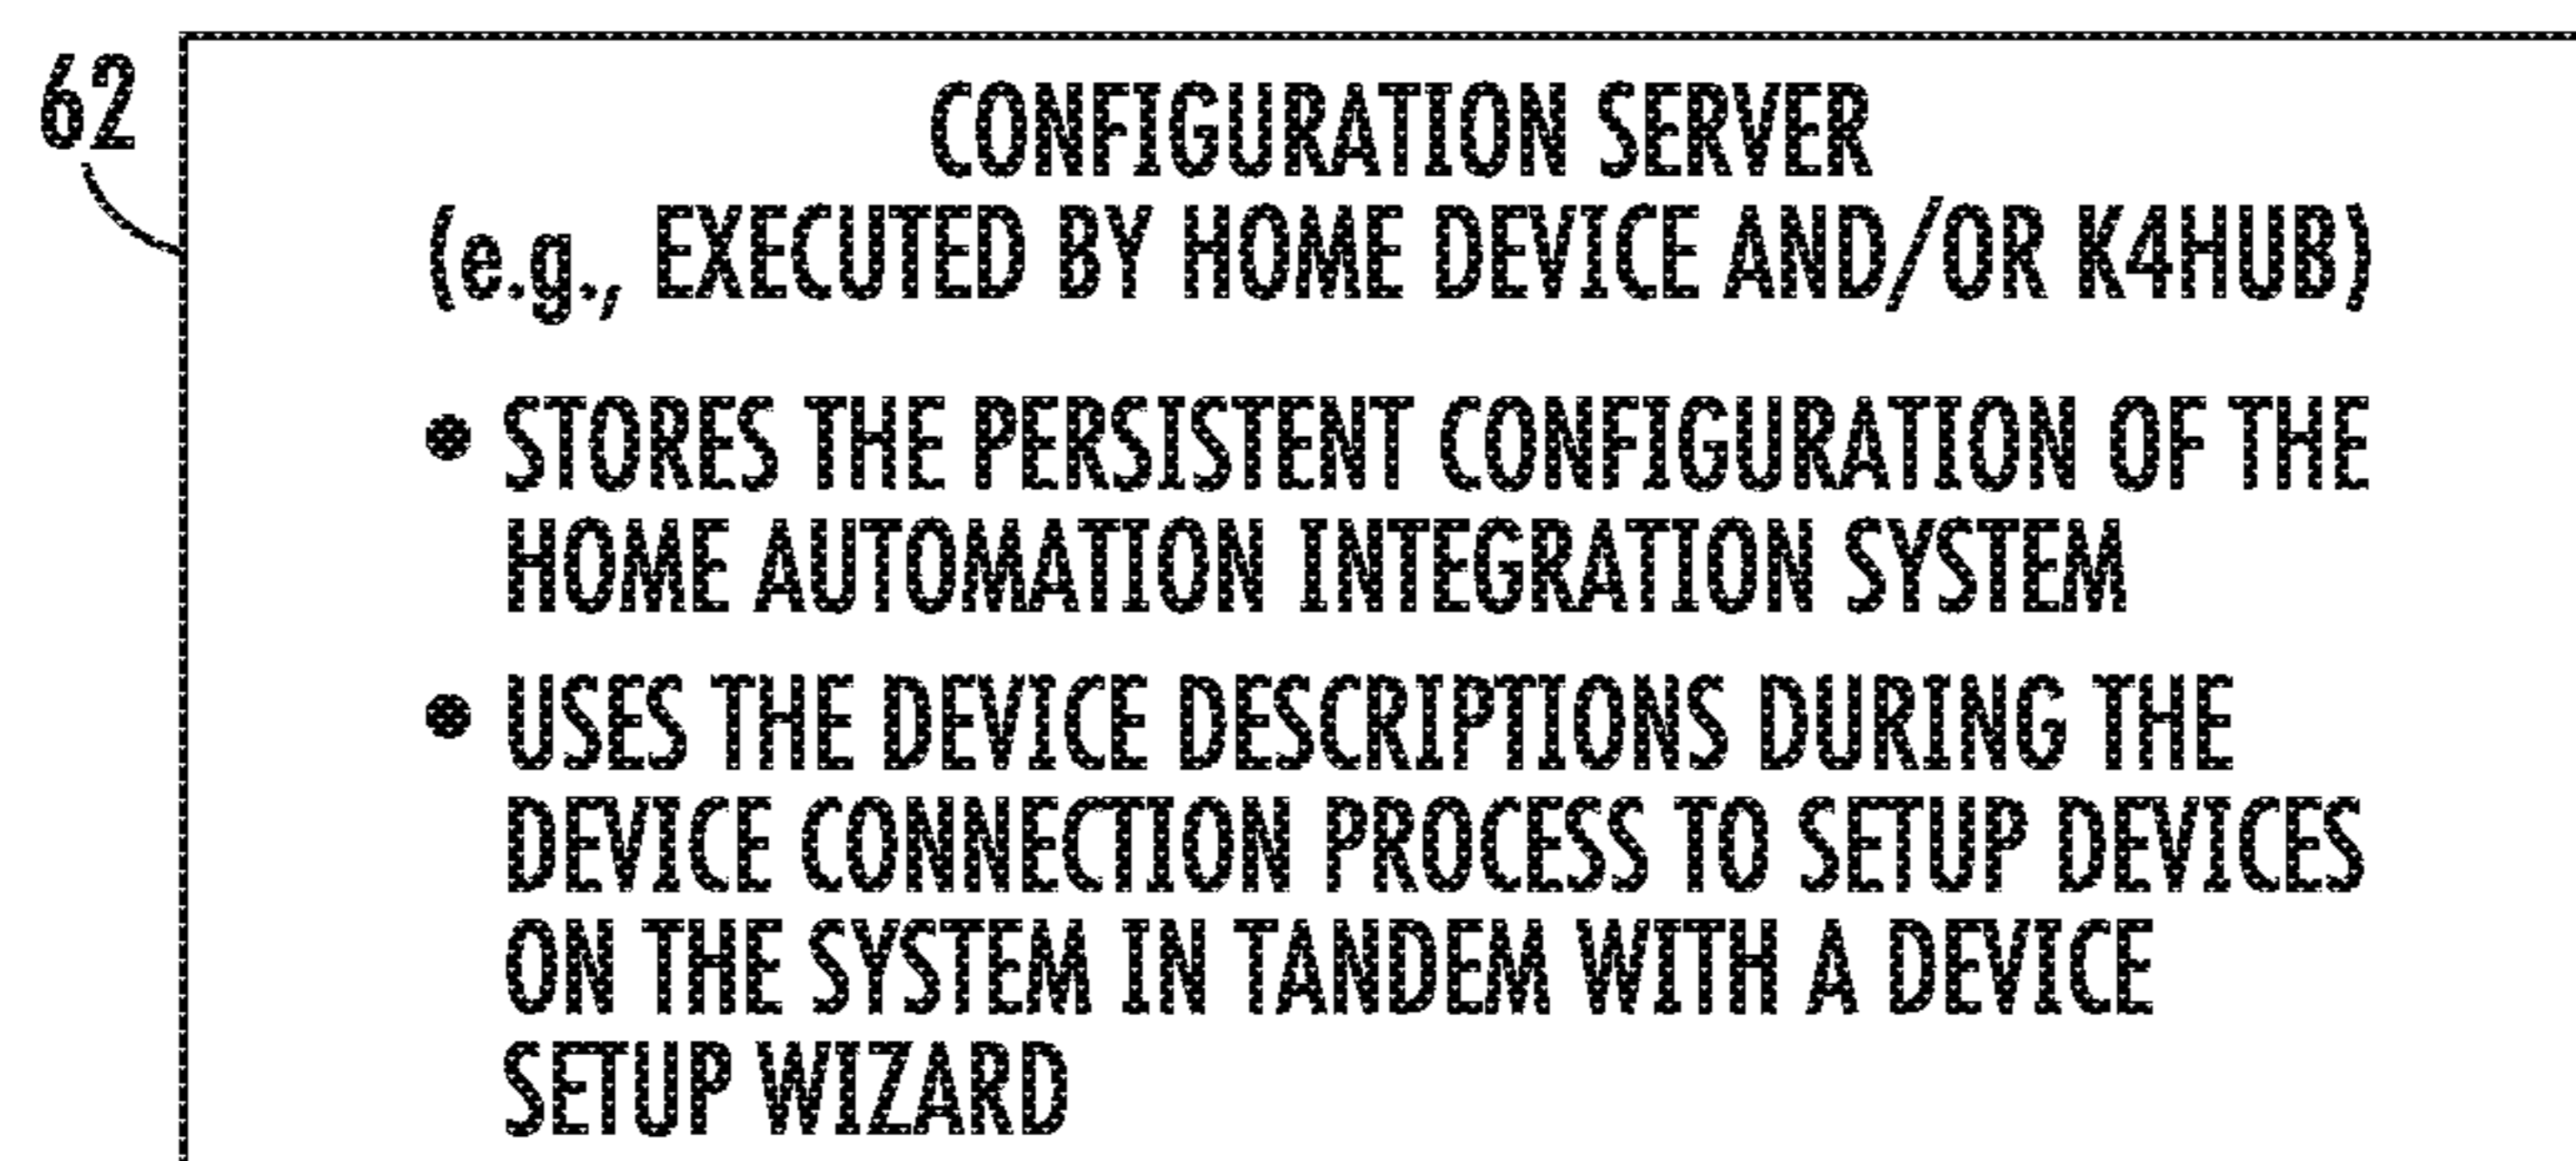 62
CONFIGURATION SERVER
(e.g., EXECUTED BY HOME DEVICE AND/OR K4HUB)
• STORES THE PERSISTENT CONFIGURATION OF THE
HOME AUTOMATION INTEGRATION SYSTEM
• USES THE DEVICE DESCRIPTIONS DURING THE
DEVICE CONNECTION PROCESS TO SETUP DEVICES
ON THE SYSTEM IN TANDEM WITH A DEVICE
SETUP WIZARD